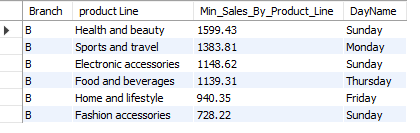 Branch product Line Min_Sales_By_Product_Line DayName
B Health and beauty 1599.43 Sunday
B Sports and travel 1383.81 Monday
B Electronic accessories 1148.62 Sunday
B Food and beverages 1139.31 Thursday
B Home and lifestyle 940.35 Friday
B Fashion accessories 728.22 Sunday